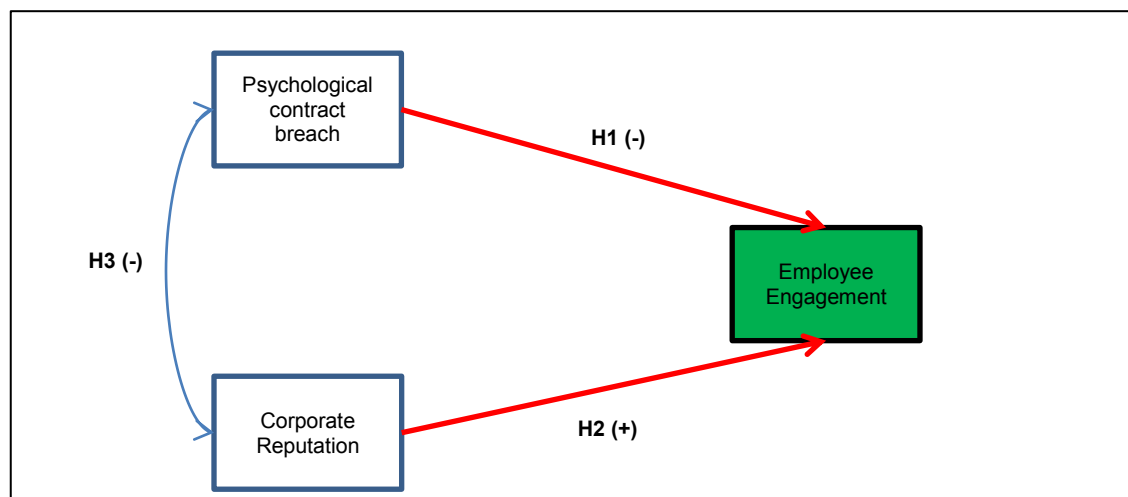 Psychological
contract
breach
H1 (-)
H3 (-)
Employee
Engagement
Corporate
Reputation
H2 (+)